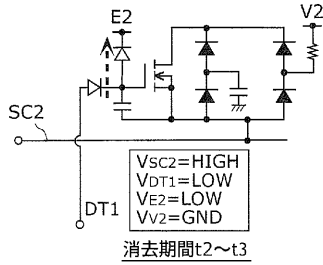 E2
V2
SC2
DT1
VSC2=HIGH
VDT1=LOW
VE2=LOW
VV2=GND
消去期間t2～t3